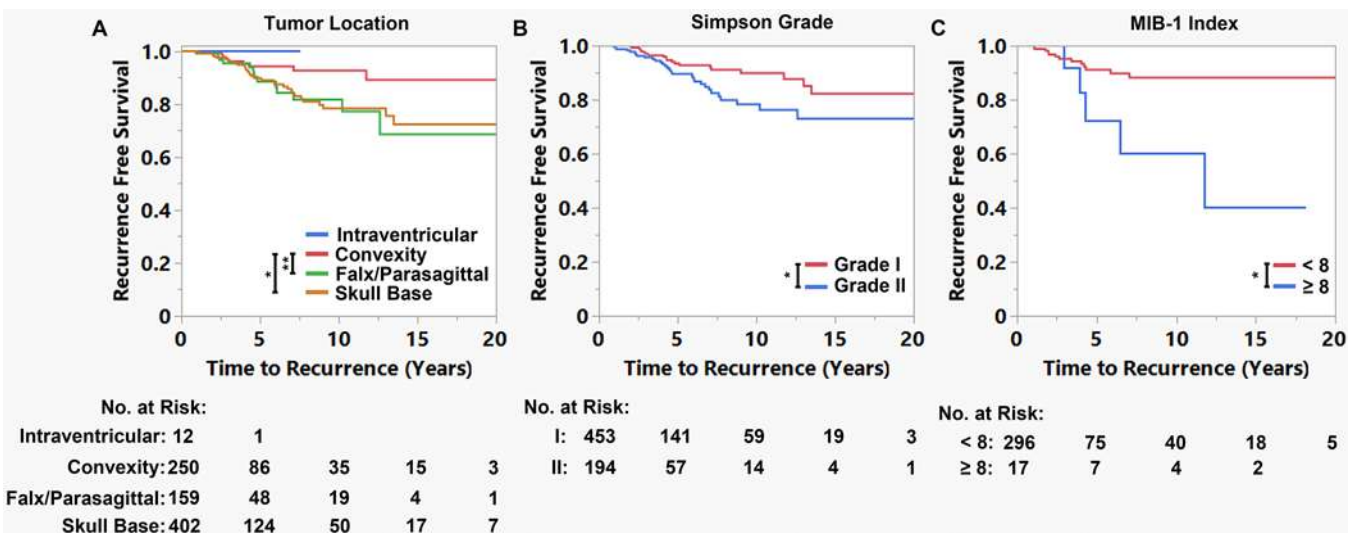 A Tumor Location
Recurrence Free Survival
1.0
0.8
0.6
0.4
0.2
0
Intraventricular
Convexity
Falx/Parasagittal
Skull Base
* **
0 5 10 15 20
Time to Recurrence (Years)
No. at Risk:
Intraventricular: 12 1
Convexity: 250 86 35 15 3
Falx/Parasagittal: 159 48 19 4 1
Skull Base: 402 124 50 17 7
B Simpson Grade
Recurrence Free Survival
1.0
0.8
0.6
0.4
0.2
0
* Grade I
Grade II
0 5 10 15 20
Time to Recurrence (Years)
No. at Risk:
I: 453 141 59 19 3
II: 194 57 14 4 1
C MIB-1 Index
Recurrence Free Survival
1.0
0.8
0.6
0.4
0.2
0
* < 8
≥ 8
0 5 10 15 20
Time to Recurrence (Years)
No. at Risk:
< 8: 296 75 40 18 5
≥ 8: 17 7 4 2